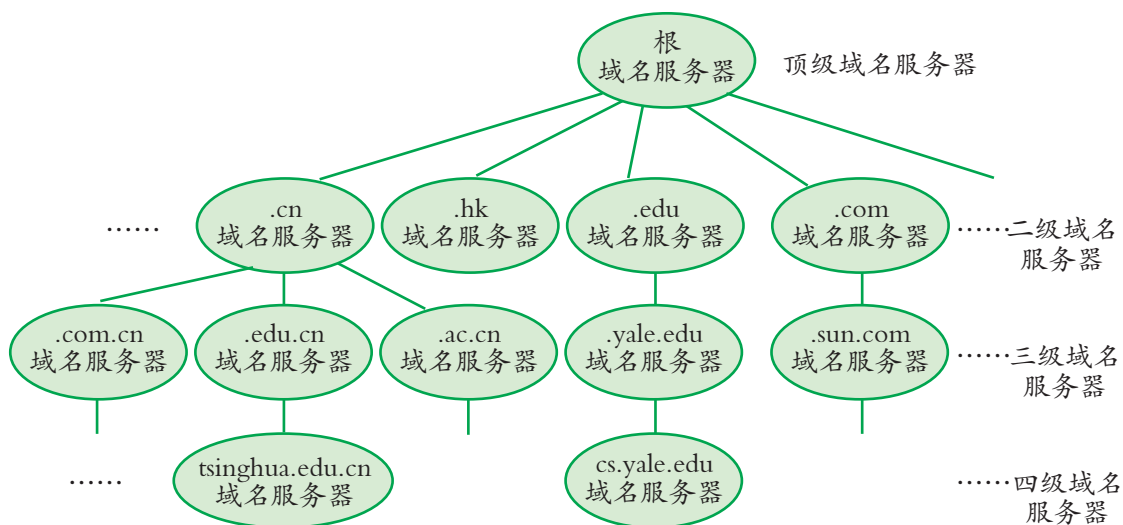 根
域名服务器
顶级域名服务器
……
.cn
域名服务器
.hk
域名服务器
.edu
域名服务器
.com
域名服务器
……二级域名
服务器
.com.cn
域名服务器
.edu.cn
域名服务器
.ac.cn
域名服务器
.yale.edu
域名服务器
.sun.com
域名服务器
……三级域名
服务器
……
tsinghua.edu.cn
域名服务器
cs.yale.edu
域名服务器
……四级域名
服务器